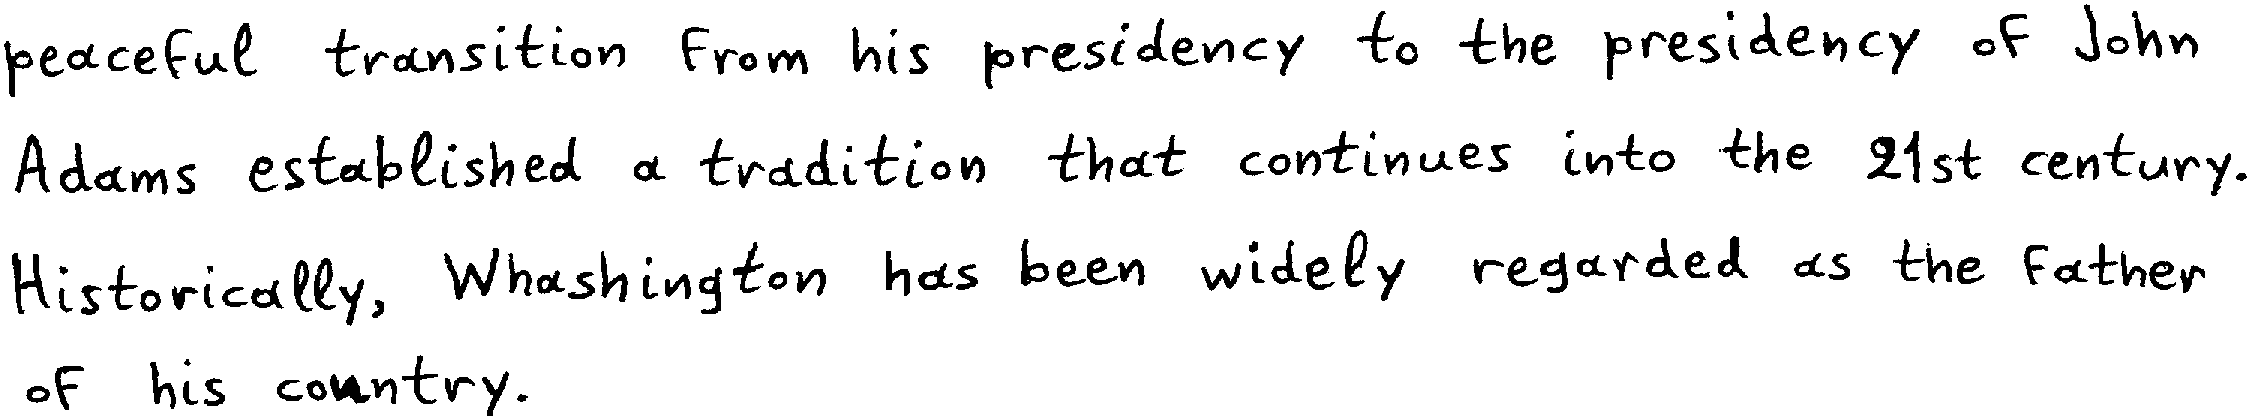 peaceful transition from his presidency to the presidency of John
Adams established a tradition that continues into the 21st century.
Historically, Whashington has been widely regarded as the father
of his country.